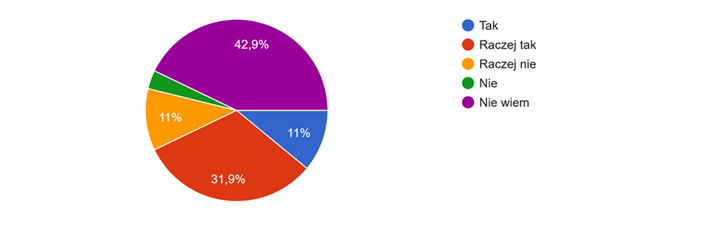 42,9%
11%
11%
31,9%
Tak
Raczej tak
Raczej nie
Nie
Nie wiem